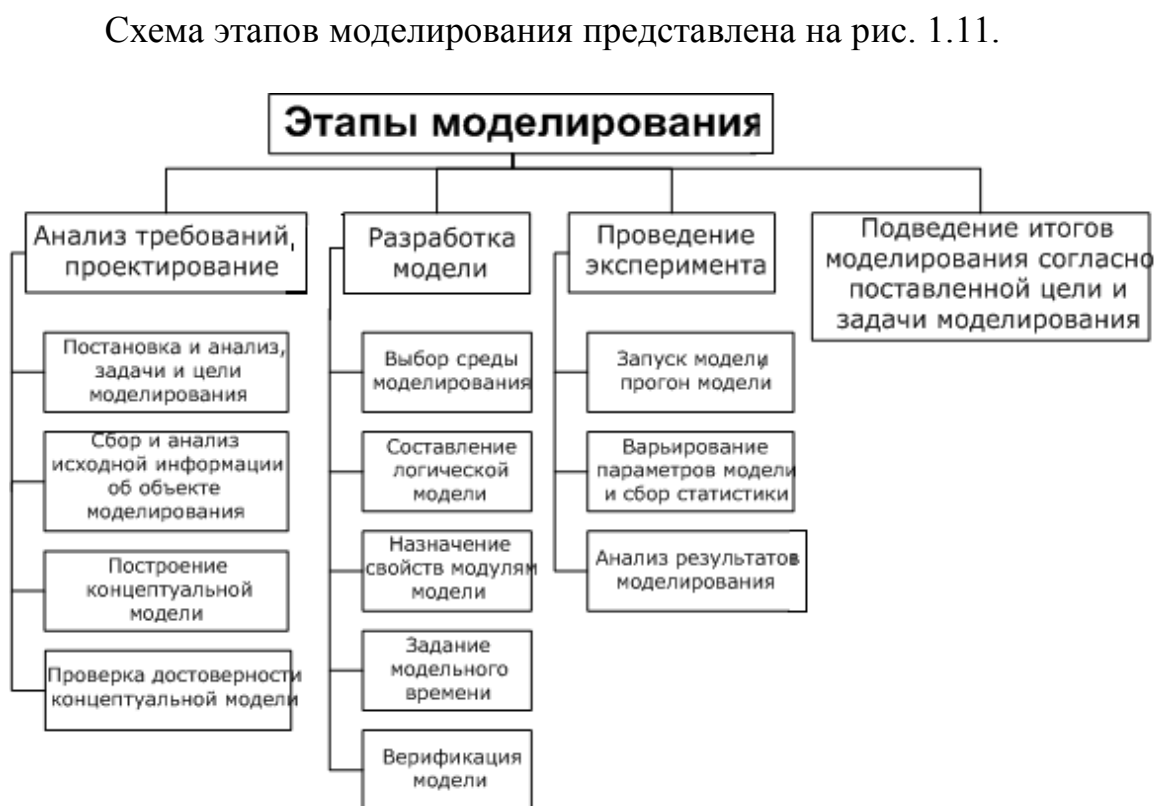 Схема этапов моделирования представлена на рис. 1.11.
Этапы моделирования
Анализ требований,
проектирование
Постановка и анализ,
задачи и цели
моделирования
Сбор и анализ
исходной информации
об объекте
моделирования
Построение
концептуальной
модели
Проверка достоверности
концептуальной модели
Разработка
модели
Выбор среды
моделирования
Составление
логической
модели
Назначение
свойств модулям
модели
Задание
модельного
времени
Верификация
модели
Проведение
эксперимента
Запуск модели,
прогон модели
Варьирование
параметров модели
и сбор статистики
Анализ результатов
моделирования
Подведение итогов
моделирования согласно
поставленной цели и
задачи моделирования